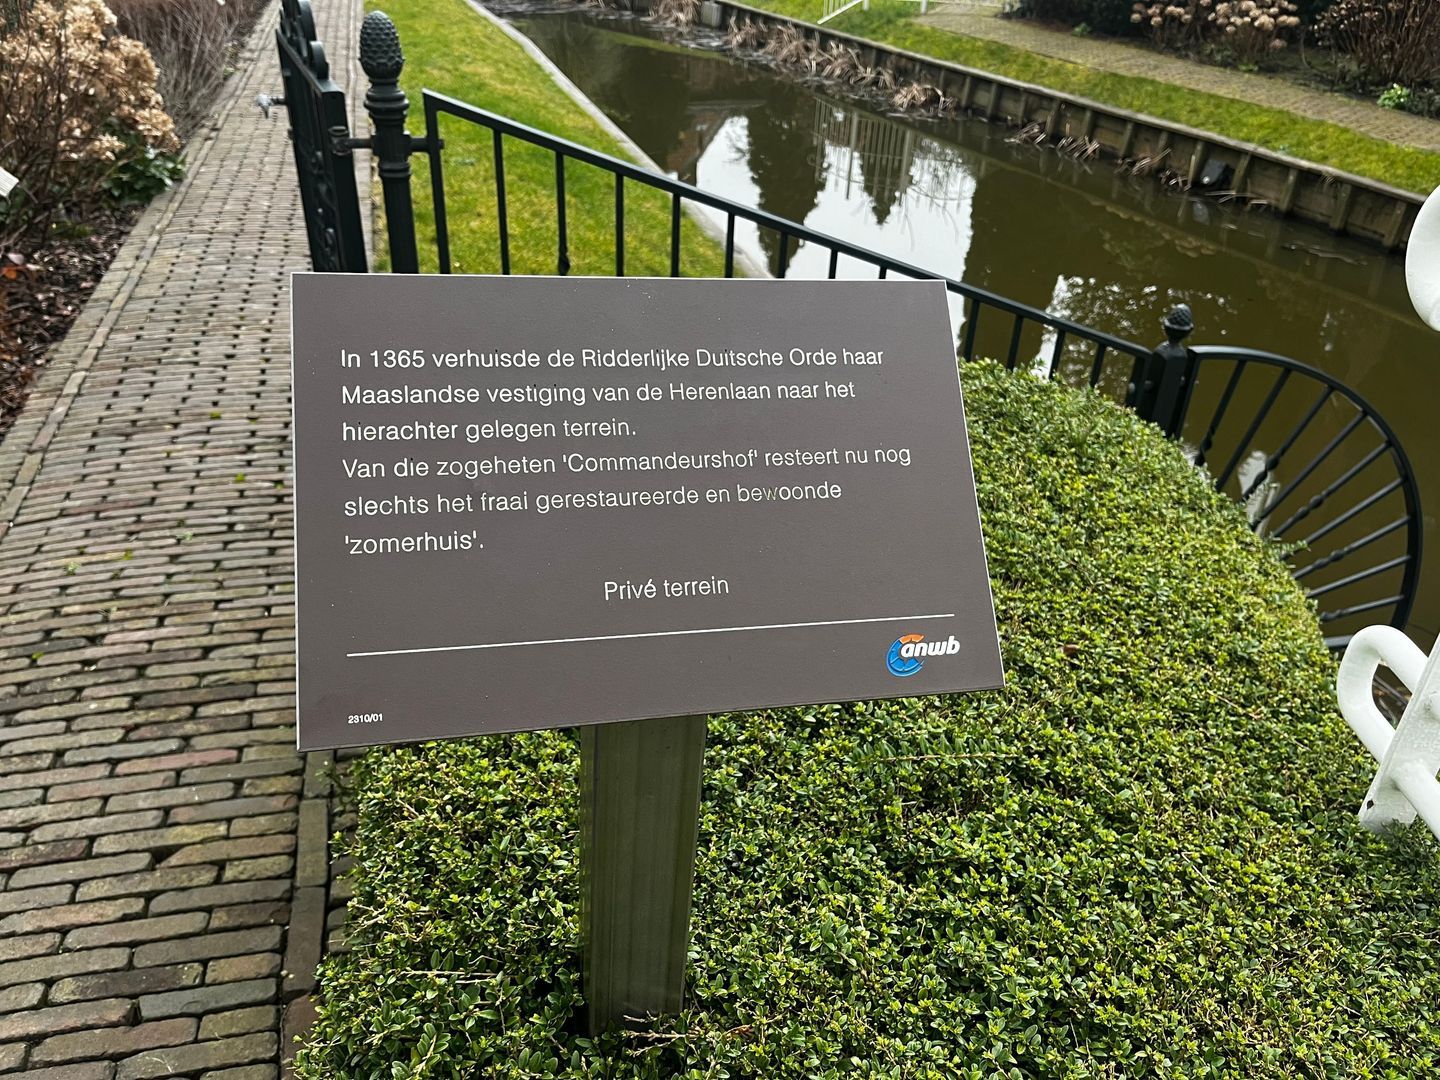 In 1365 verhuisde de Ridderlijke Duitsche Orde haar
Maaslandse vestiging van de Herenlaan naar het
hierachter gelegen terrein.
Van die zogeheten 'Commandeurshof' resteert nu nog
slechts het fraai gerestaureerde en bewoonde
'zomerhuis'.
Privé terrein
anwb
2310/01